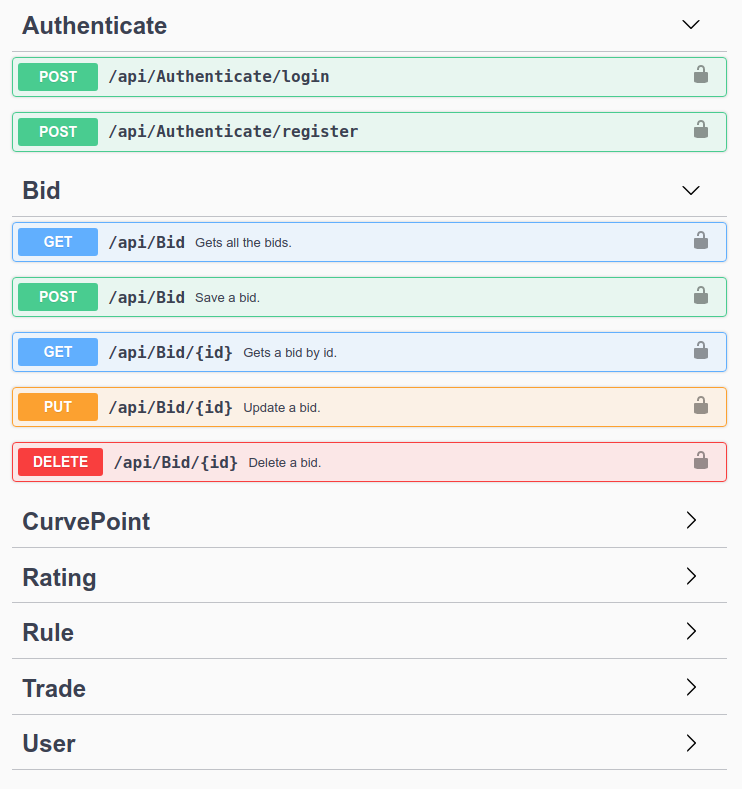 Authenticate
POST /api/Authenticate/login
POST /api/Authenticate/register
Bid
GET /api/Bid Gets all the bids.
POST /api/Bid Save a bid.
GET /api/Bid/{id} Gets a bid by id.
PUT /api/Bid/{id} Update a bid.
DELETE /api/Bid/{id} Delete a bid.
CurvePoint
Rating
Rule
Trade
User